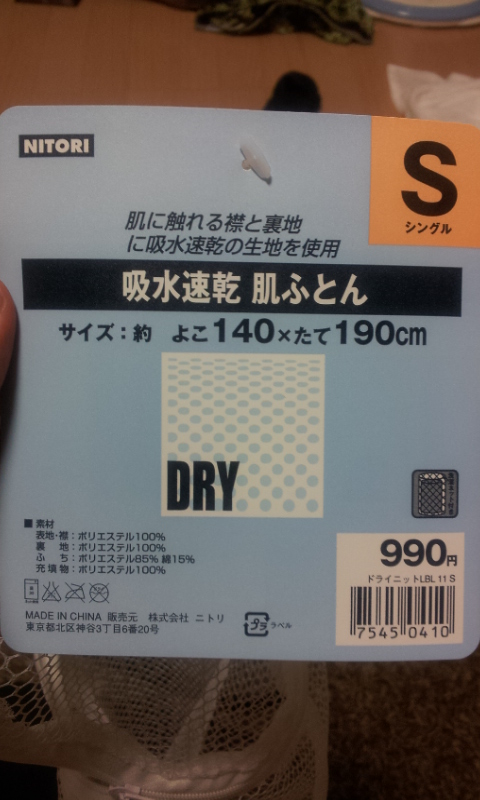 NITORI
S
シングル
肌に触れる襟と裏地
に吸水速乾の生地を使用
吸水速乾 肌ふとん
サイズ：約 よこ140×たて190cm
DRY
■素材
表地・襟：ポリエステル100%
裏 地：ポリエステル100%
ふ ち：ポリエステル85% 綿15%
充填物：ポリエステル100%
990円
ドライニットLBL 11 S
7545 0410
MADE IN CHINA 販売元 株式会社 ニトリ
東京都北区神谷3丁目6番20号
プラ ラベル